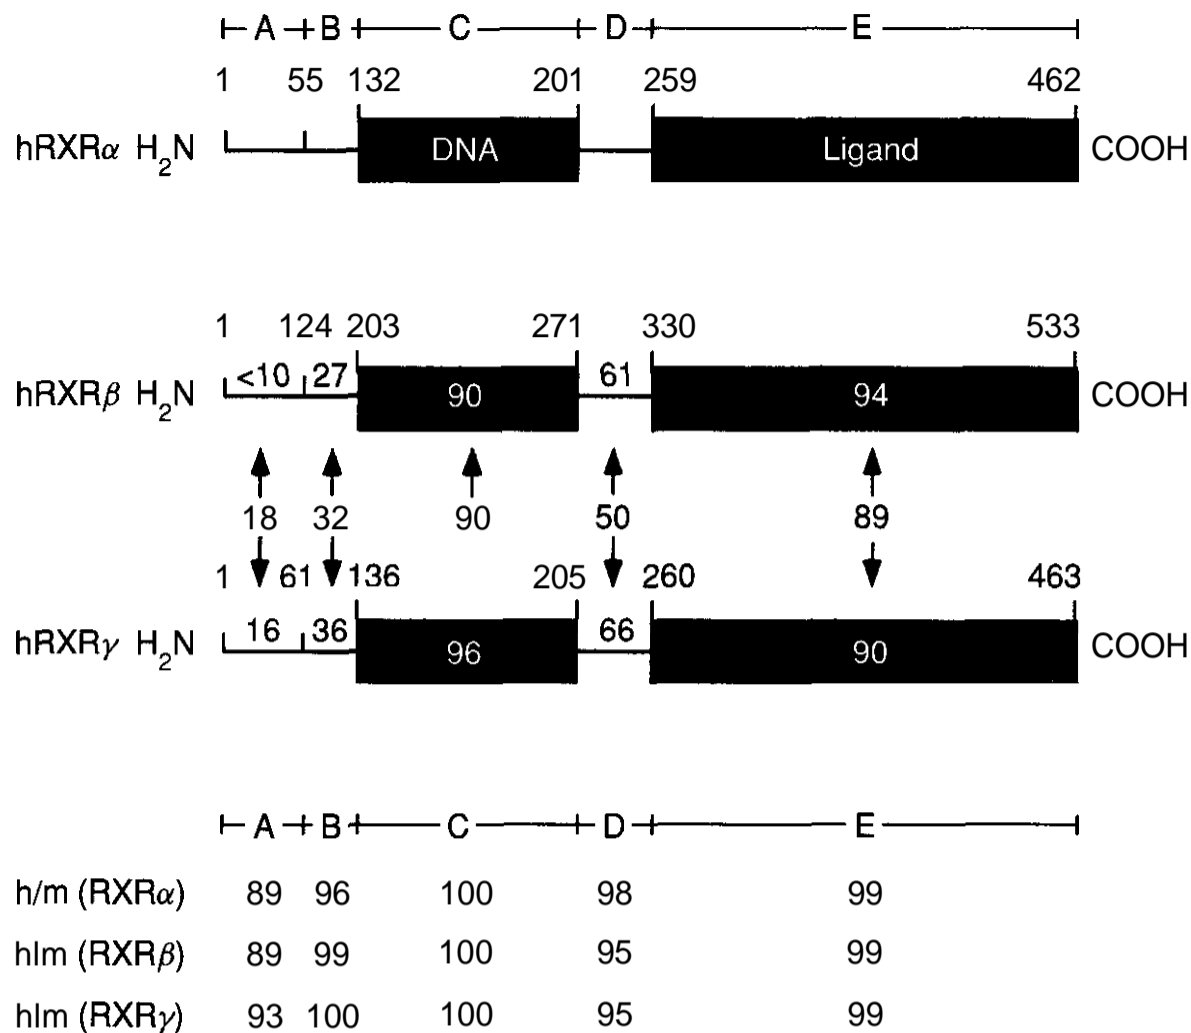 A B C D E
1 55 132 201 259 462
hRXRα H₂N DNA Ligand COOH
1 124 203 271 330 533
hRXRβ H₂N <10 27 90 61 94 COOH
18 32 90 50 89
1 61 136 205 260 463
hRXRγ H₂N 16 36 96 66 90 COOH
A B C D E
h/m (RXRα) 89 96 100 98 99
hlm (RXRβ) 89 99 100 95 99
hlm (RXRγ) 93 100 100 95 99